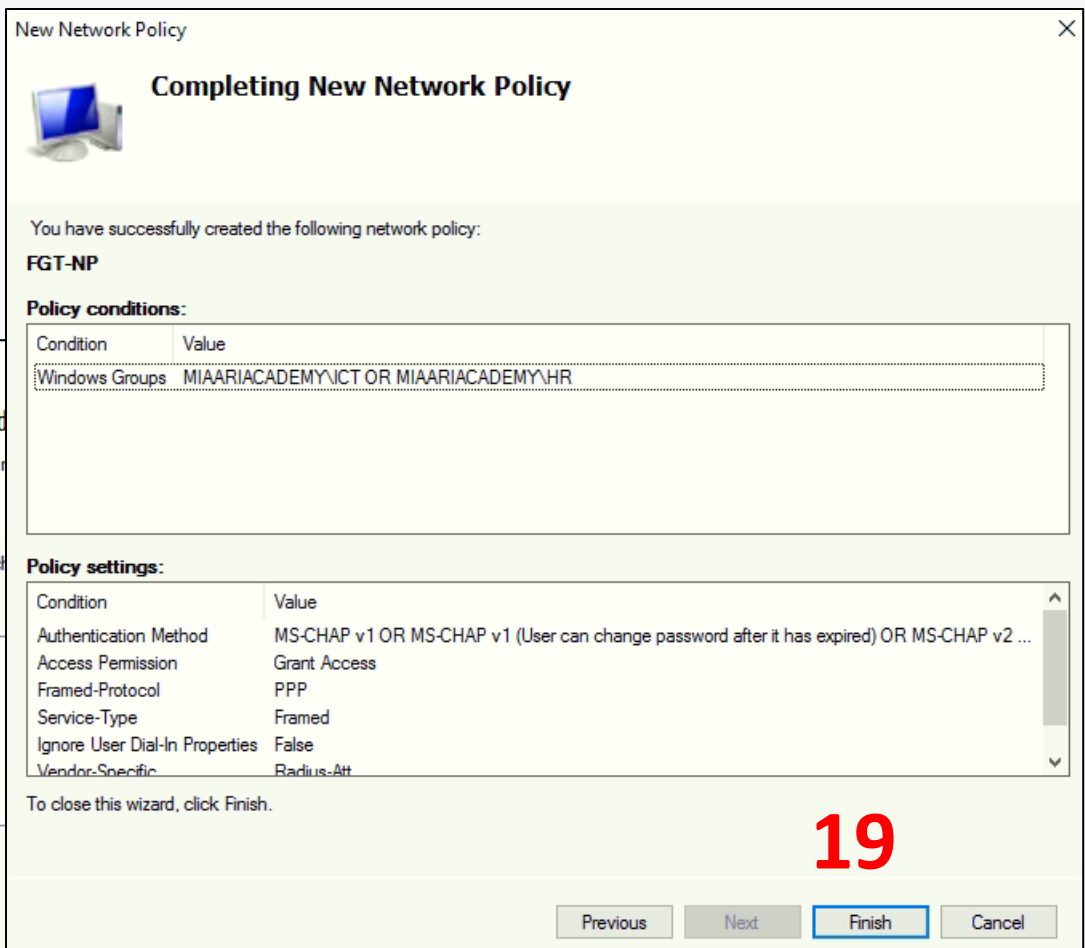 New Network Policy
Completing New Network Policy
You have successfully created the following network policy:
FGT-NP
Policy conditions:
Condition Value
Windows Groups MIAARIACADEMY\ICT OR MIAARIACADEMY\HR
Policy settings:
Condition Value
Authentication Method MS-CHAP v1 OR MS-CHAP v1 (User can change password after it has expired) OR MS-CHAP v2 ...
Access Permission Grant Access
Framed-Protocol PPP
Service-Type Framed
Ignore User Dial-In Properties False
Vendor-Specific Radius-Att
To close this wizard, click Finish.
19
Previous Next Finish Cancel